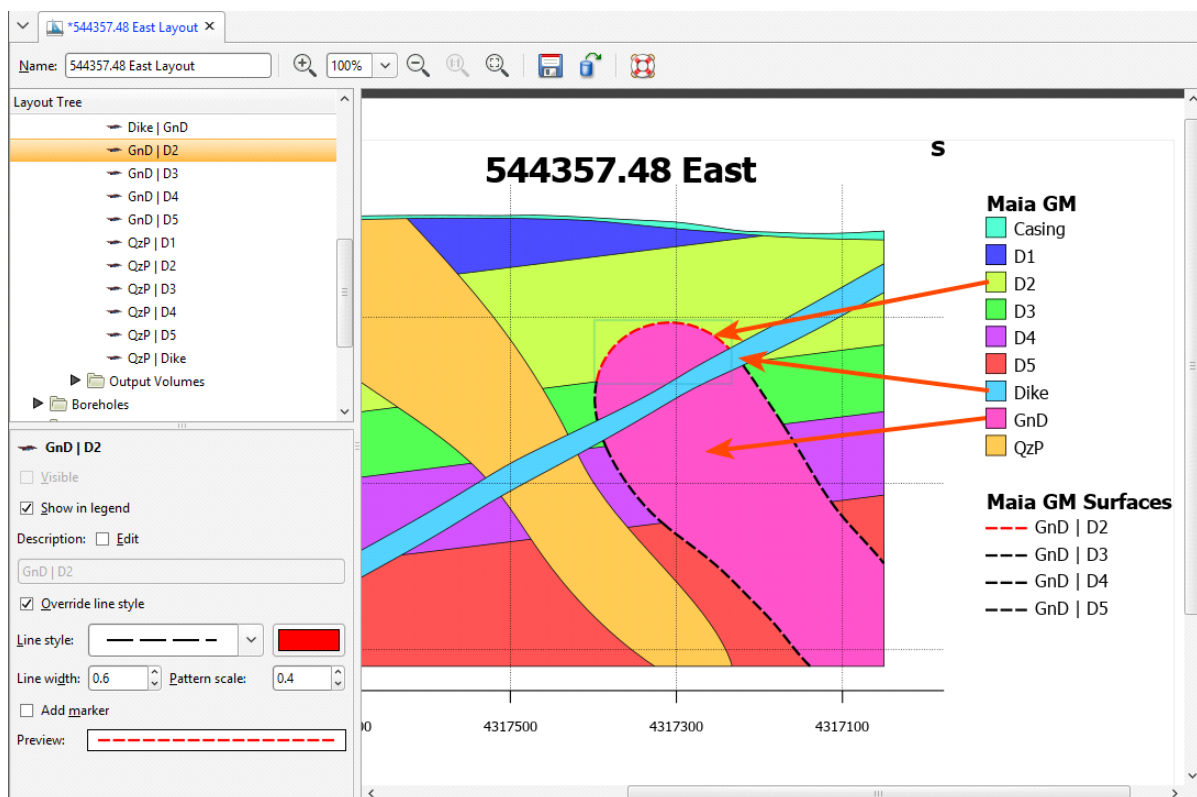 *544357.48 East Layout
Name: 544357.48 East Layout
100%
Layout Tree
Dike | GnD
GnD | D2
GnD | D3
GnD | D4
GnD | D5
QzP | D1
QzP | D2
QzP | D3
QzP | D4
QzP | D5
QzP | Dike
Output Volumes
Boreholes
GnD | D2
Visible
Show in legend
Description: Edit
GnD | D2
Override line style
Line style:
Line width: 0.6 Pattern scale: 0.4
Add marker
Preview:
S
544357.48 East
Maia GM
Casing
D1
D2
D3
D4
D5
Dike
GnD
QzP
Maia GM Surfaces
GnD | D2
GnD | D3
GnD | D4
GnD | D5
4317500 4317300 4317100